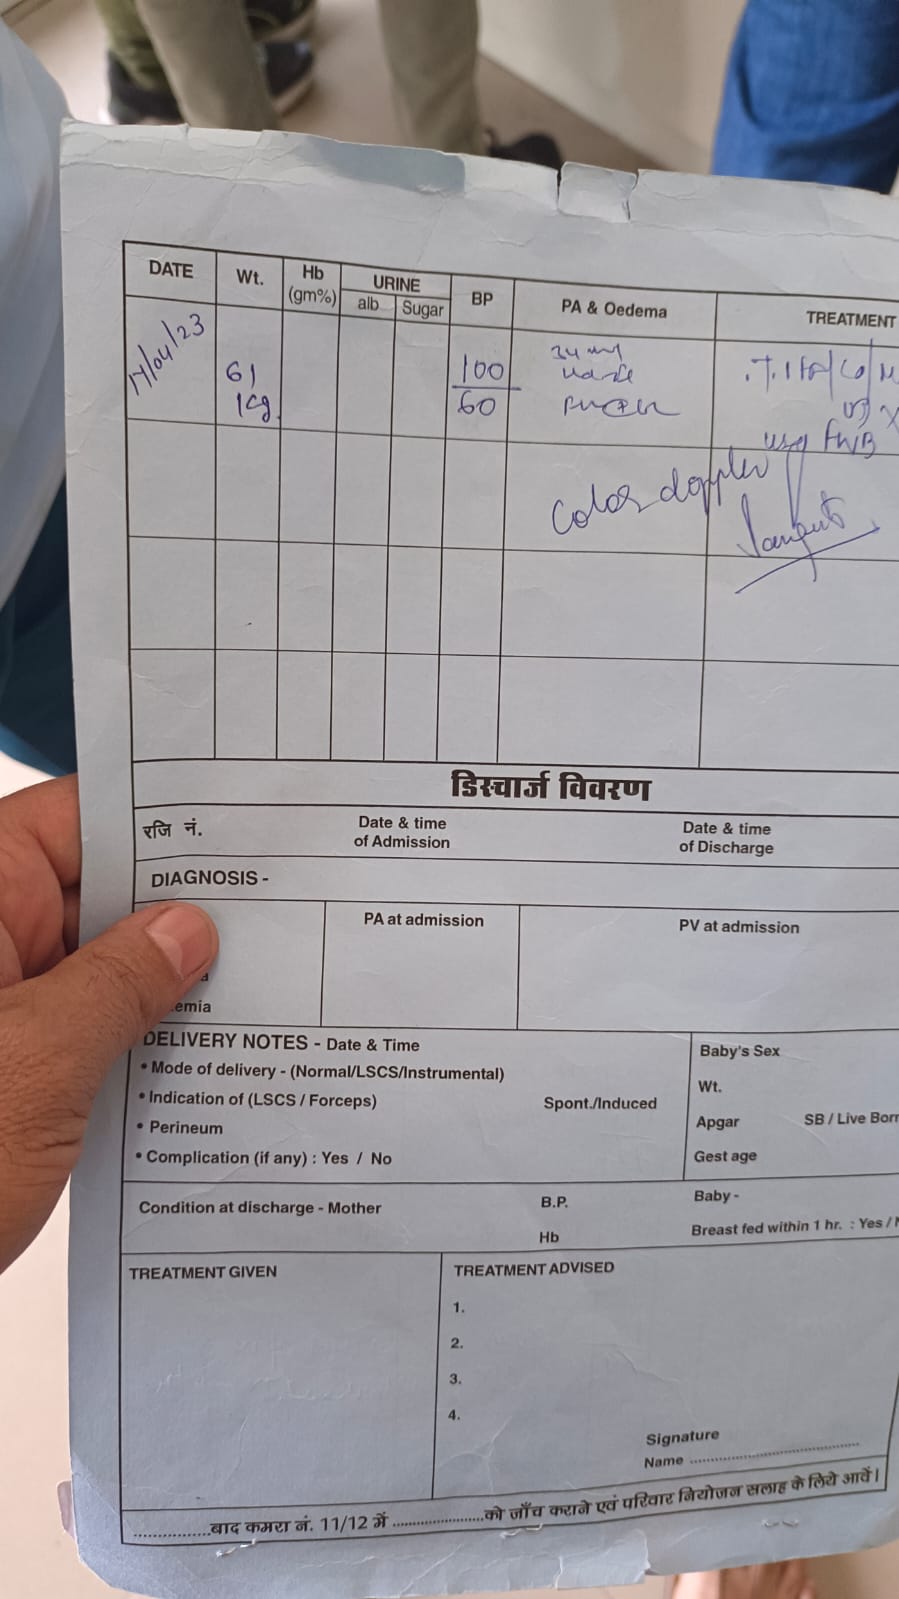 DATE Wt. Hb (gm%) URINE alb Sugar BP PA & Oedema TREATMENT
17/04/23 61 kg 100/60
USG FWB
Color doppler
डिस्चार्ज विवरण
रजि नं. Date & time of Admission Date & time of Discharge
DIAGNOSIS -
PA at admission PV at admission
emia
DELIVERY NOTES - Date & Time
• Mode of delivery - (Normal/LSCS/Instrumental)
• Indication of (LSCS / Forceps) Spont./Induced
• Perineum
• Complication (if any) : Yes / No
Baby's Sex
Wt.
Apgar SB / Live Born
Gest age
Condition at discharge - Mother B.P. Baby -
Hb Breast fed within 1 hr. : Yes /
TREATMENT GIVEN TREATMENT ADVISED
1.
2.
3.
4.
Signature
Name
बाद कमरा नं. 11/12 में को जाँच कराने एवं परिवार नियोजन सलाह के लिये आवें।